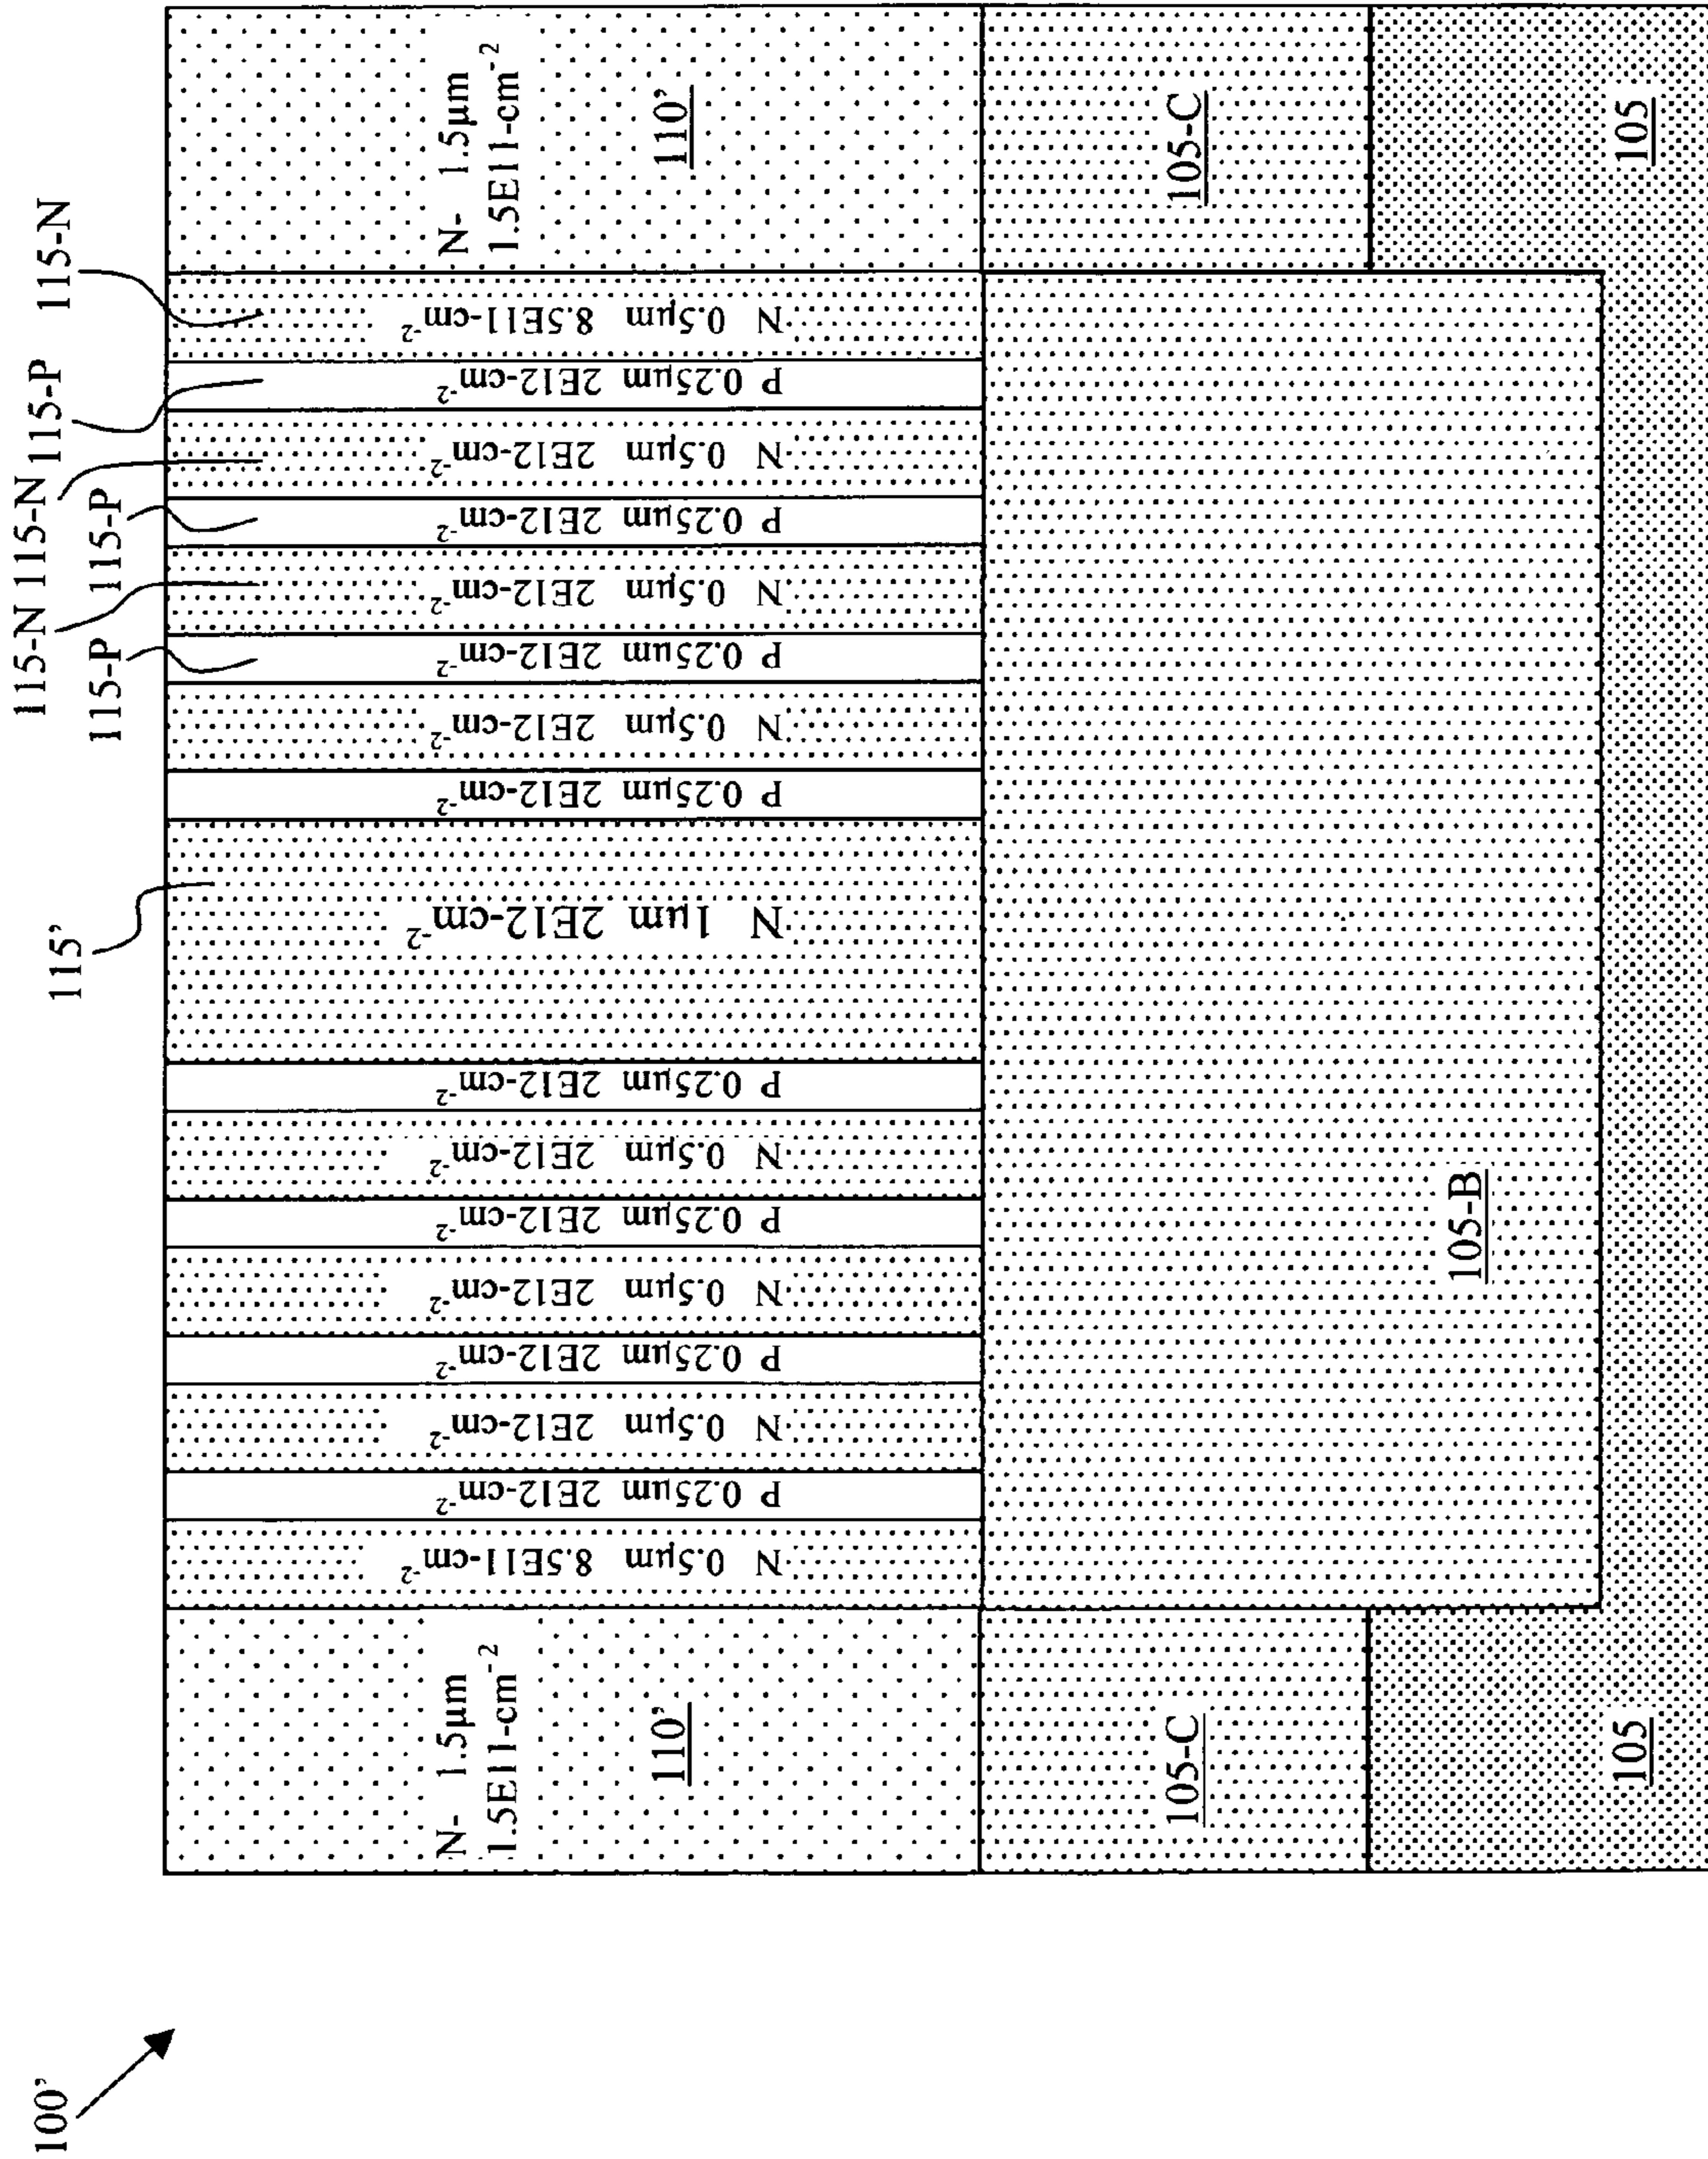 100’
115’
115-P
115-N
115-P
115-N
115-P
115-N
N- 1.5µm
1.5E11-cm-2
110’
N 0.5µm 8.5E11-cm-2
P 0.25µm 2E12-cm-2
N 0.5µm 2E12-cm-2
P 0.25µm 2E12-cm-2
N 0.5µm 2E12-cm-2
P 0.25µm 2E12-cm-2
N 0.5µm 2E12-cm-2
P 0.25µm 2E12-cm-2
N 1µm 2E12-cm-2
P 0.25µm 2E12-cm-2
N 0.5µm 2E12-cm-2
P 0.25µm 2E12-cm-2
N 0.5µm 2E12-cm-2
P 0.25µm 2E12-cm-2
N 0.5µm 2E12-cm-2
P 0.25µm 2E12-cm-2
N 0.5µm 8.5E11-cm-2
N- 1.5µm
1.5E11-cm-2
110’
105-C
105-C
105-B
105
105